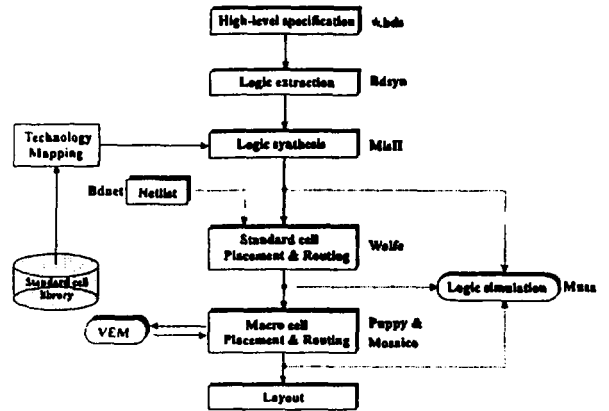 High-level specification *.bds
Logic extraction Bdsyn
Technology
Mapping
Logic synthesis MisII
Bdnet Netlist
Standard cell
Placement & Routing
Wolfe
Standard cell
library
Logic simulation Musa
VEM
Macro cell
Placement & Routing
Puppy &
Mosaico
Layout